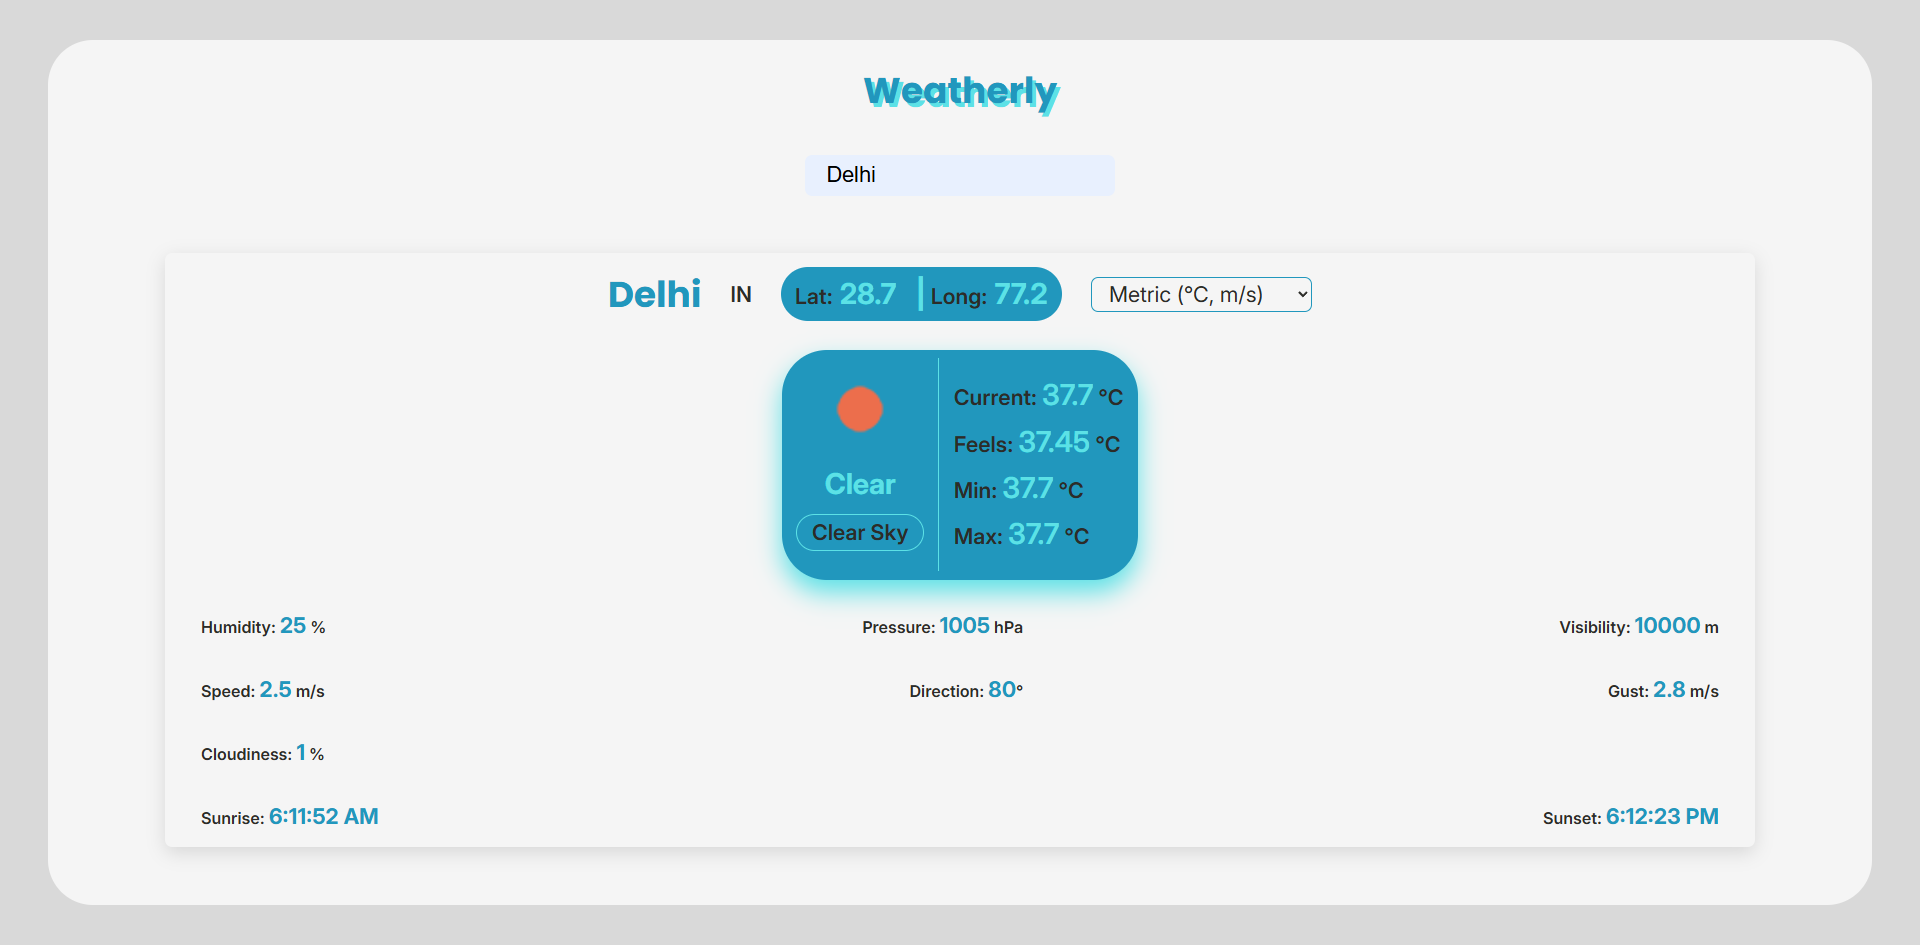 Weatherly
Delhi
Delhi IN Lat: 28.7 | Long: 77.2 Metric (°C, m/s)
Current: 37.7 °C
Feels: 37.45 °C
Clear
Min: 37.7 °C
Clear Sky
Max: 37.7 °C
Humidity: 25 % Pressure: 1005 hPa Visibility: 10000 m
Speed: 2.5 m/s Direction: 80° Gust: 2.8 m/s
Cloudiness: 1 %
Sunrise: 6:11:52 AM Sunset: 6:12:23 PM